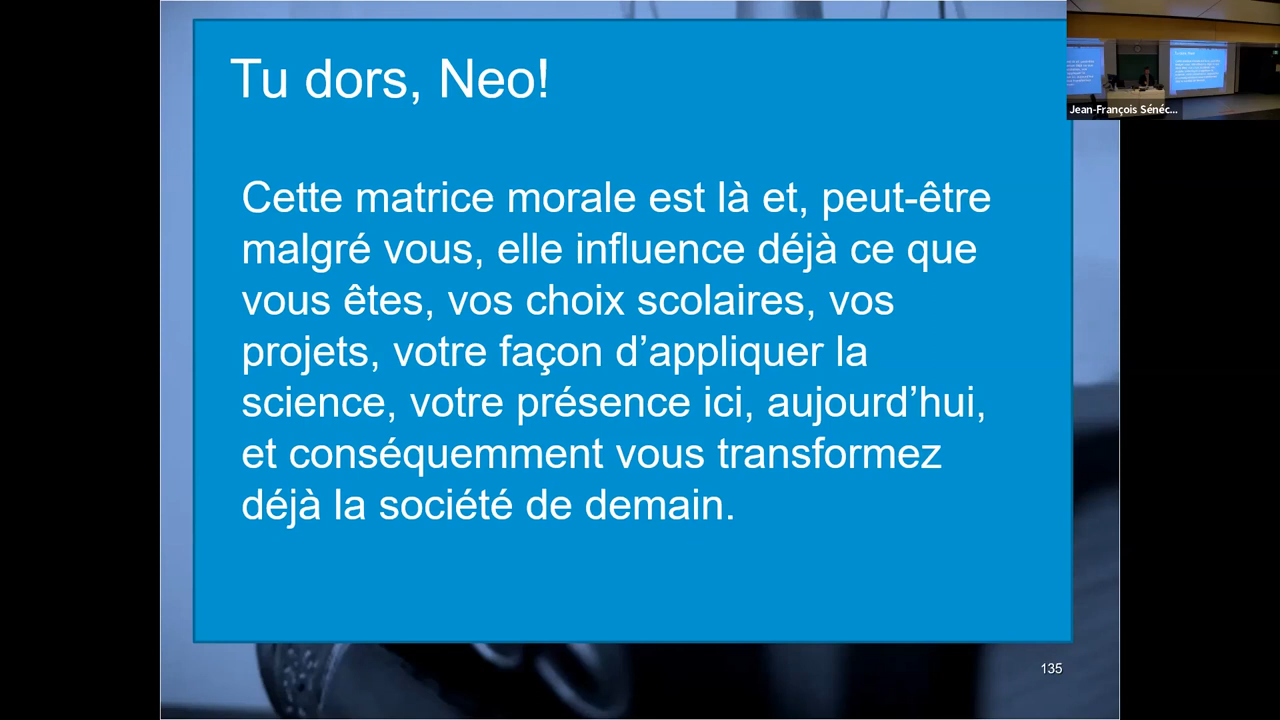 Tu dors, Neo!
Cette matrice morale est là et, peut-être
malgré vous, elle influence déjà ce que
vous êtes, vos choix scolaires, vos
projets, votre façon d’appliquer la
science, votre présence ici, aujourd’hui,
et conséquemment vous transformez
déjà la société de demain.
135
Jean-François Sénéc...